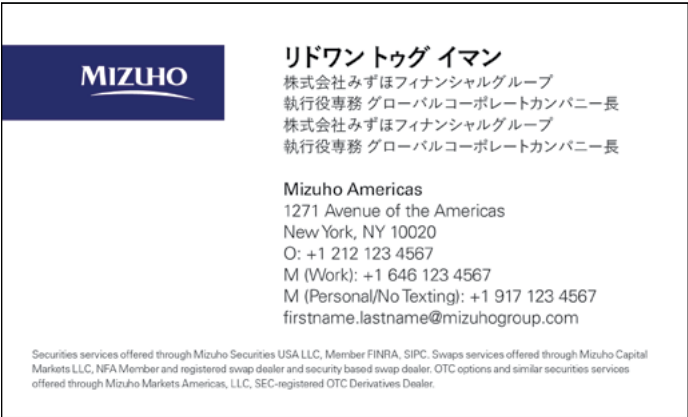 MIZUHO
リドワン トゥグ イマン
株式会社みずほフィナンシャルグループ
執行役専務 グローバルコーポレートカンパニー長
株式会社みずほフィナンシャルグループ
執行役専務 グローバルコーポレートカンパニー長
Mizuho Americas
1271 Avenue of the Americas
New York, NY 10020
O: +1 212 123 4567
M (Work): +1 646 123 4567
M (Personal/No Texting): +1 917 123 4567
firstname.lastname@mizuhogroup.com
Securities services offered through Mizuho Securities USA LLC, Member FINRA, SIPC. Swaps services offered through Mizuho Capital
Markets LLC, NFA Member and registered swap dealer and security based swap dealer. OTC options and similar securities services
offered through Mizuho Markets Americas, LLC, SEC-registered OTC Derivatives Dealer.